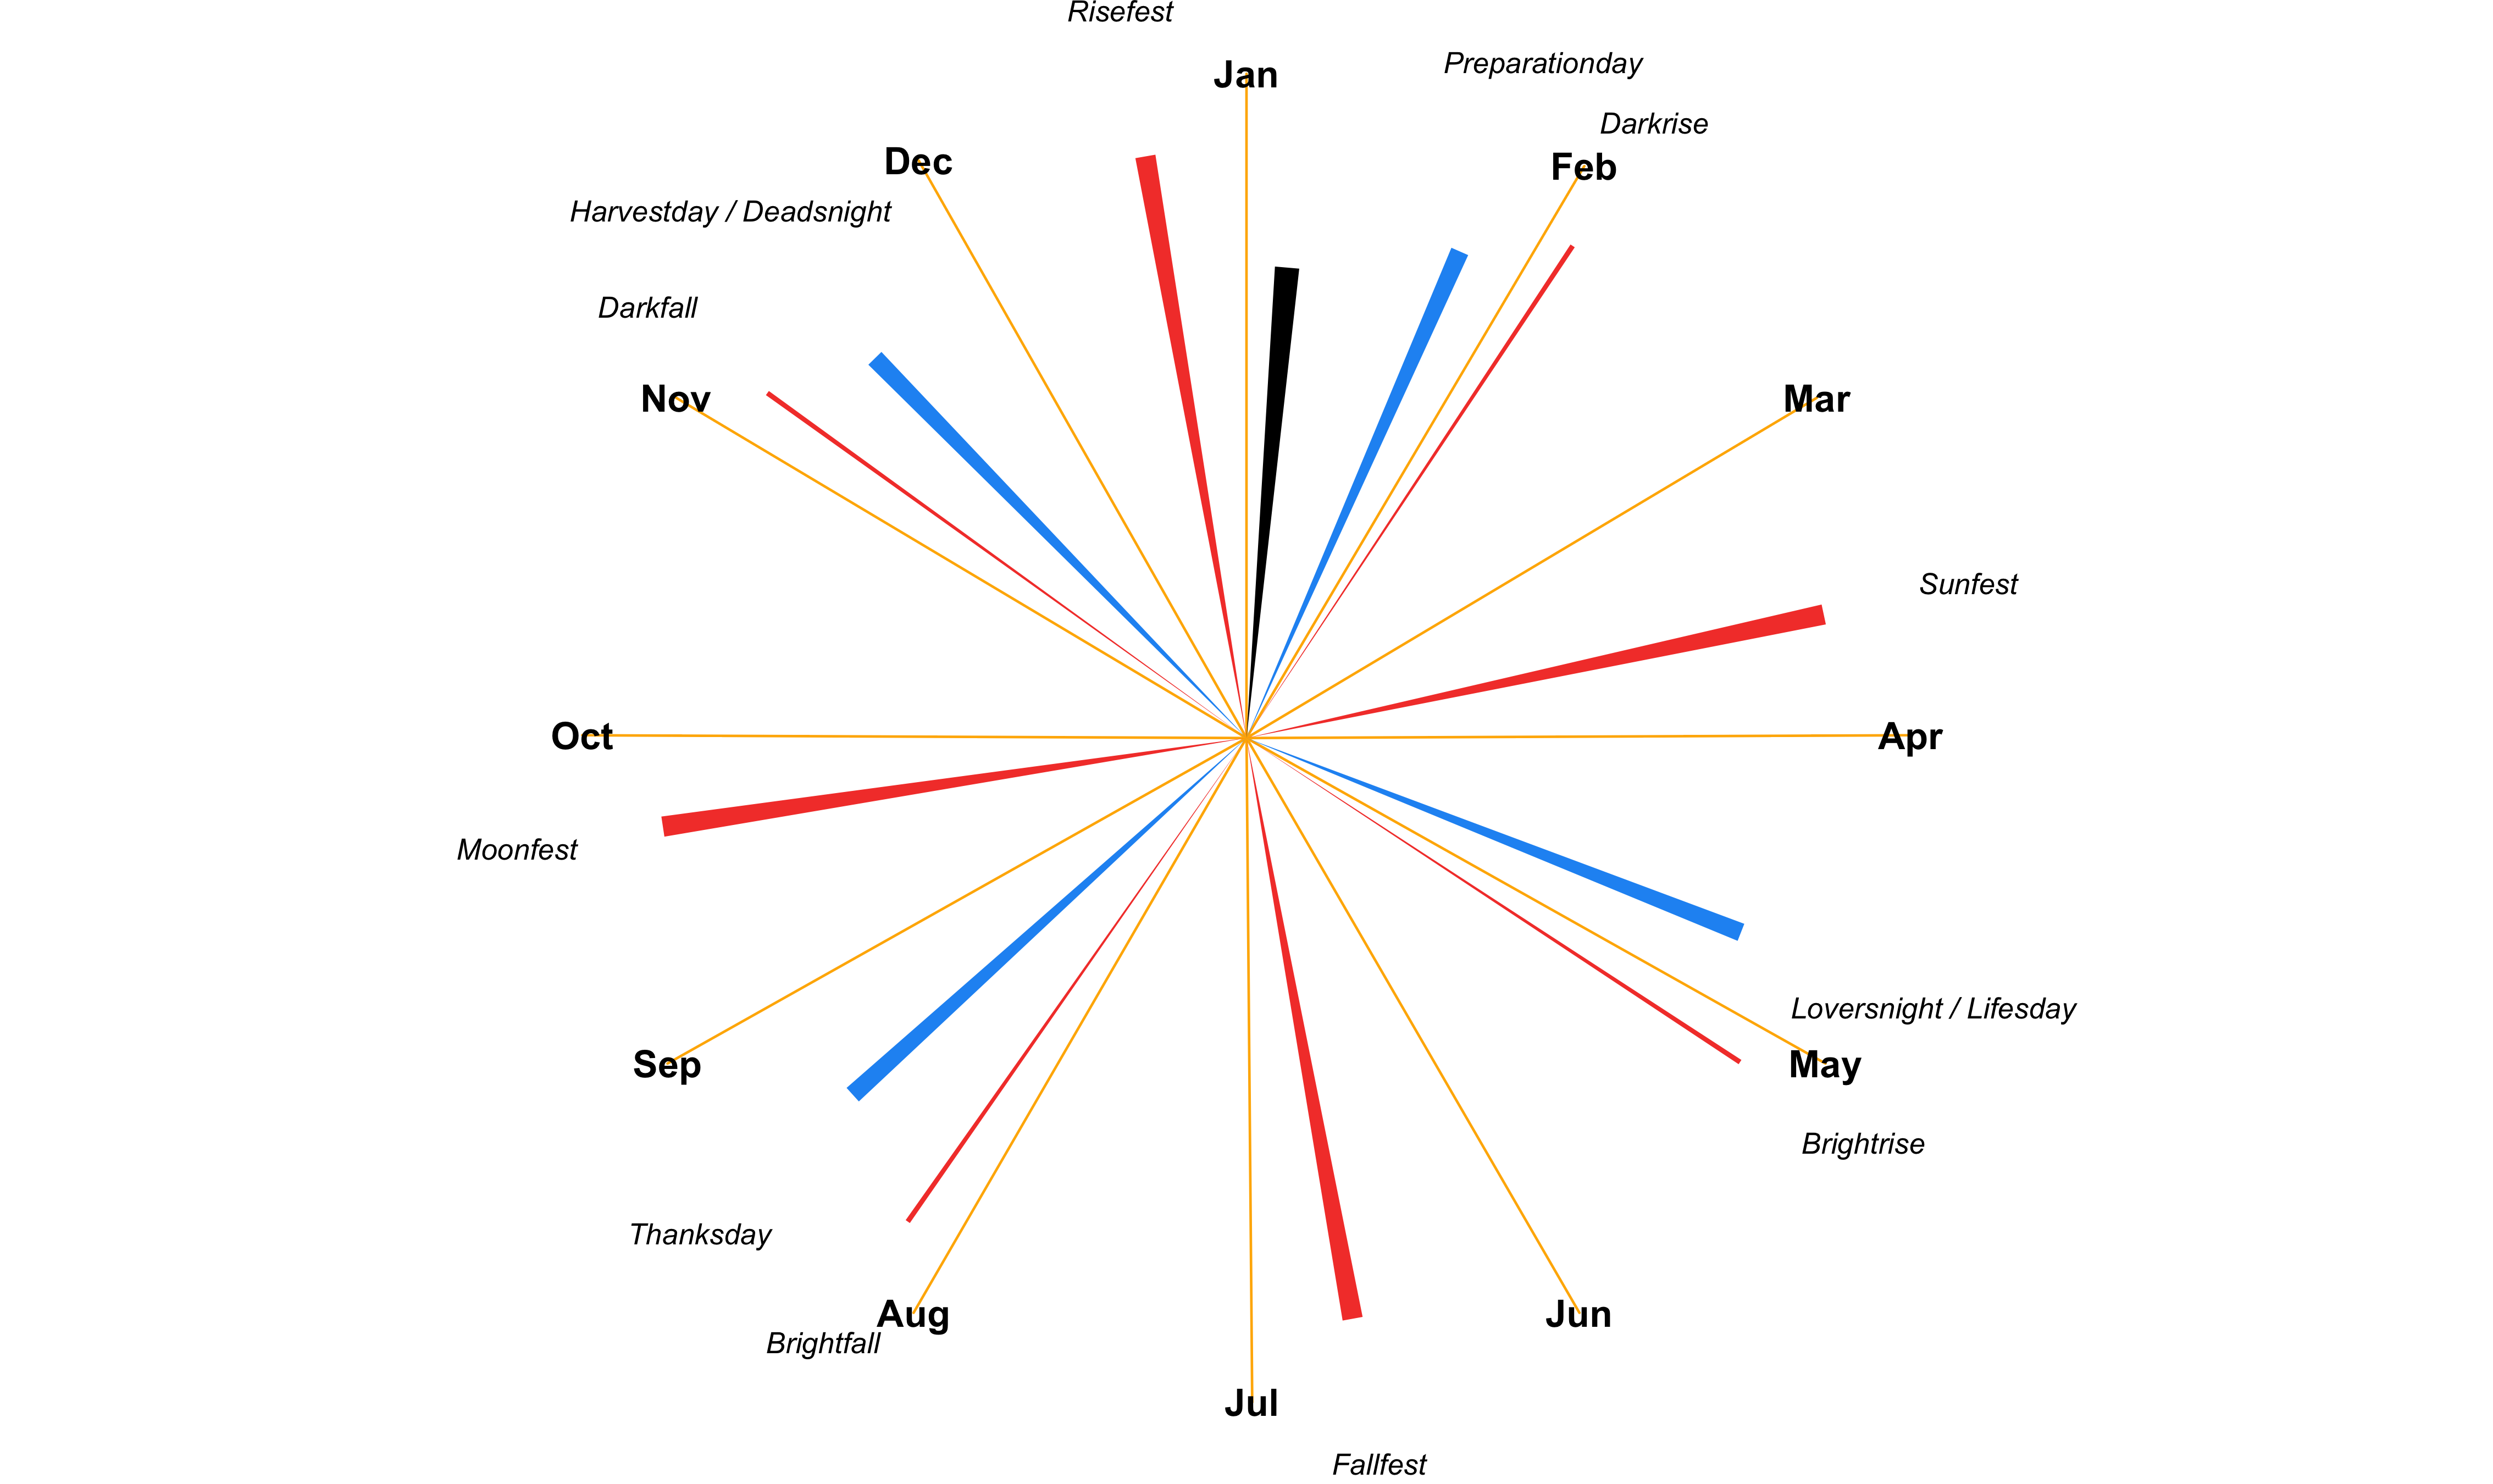 Risefest
Jan
Preparationday
Darkrise
Dec
Feb
Harvestday / Deadsnight
Darkfall
Nov
Mar
Sunfest
Oct
Apr
Moonfest
Loversnight / Lifesday
Sep
May
Brightrise
Thanksday
Aug
Jun
Brightfall
Jul
Fallfest